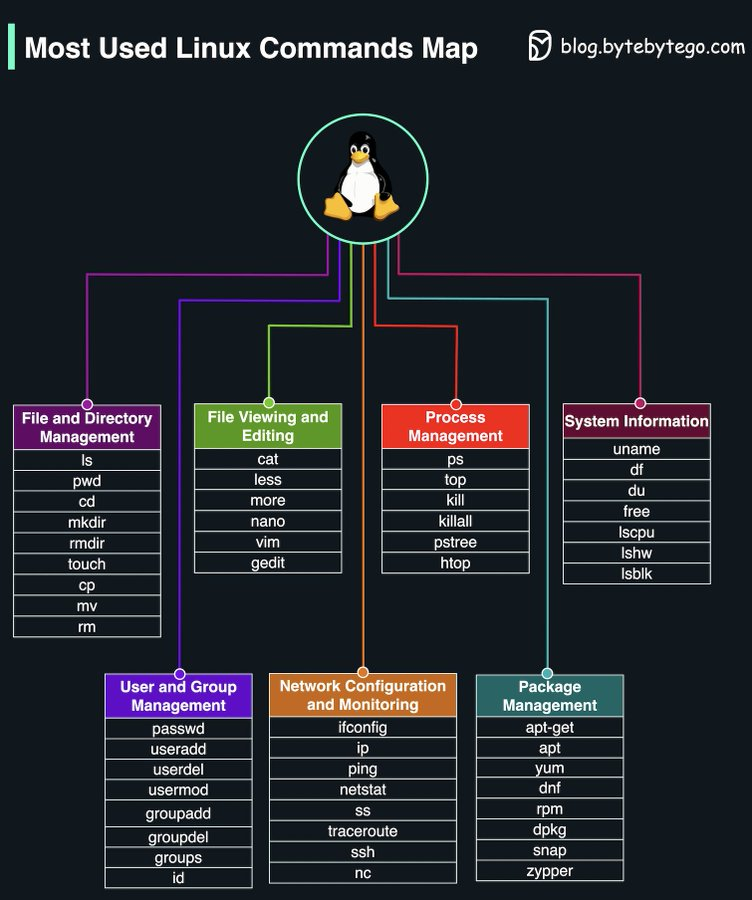 Most Used Linux Commands Map
blog.bytebytego.com
File and Directory
Management
ls
pwd
cd
mkdir
rmdir
touch
cp
mv
rm
File Viewing and
Editing
cat
less
more
nano
vim
gedit
Process
Management
ps
top
kill
killall
pstree
htop
System Information
uname
df
du
free
lscpu
lshw
lsblk
User and Group
Management
passwd
useradd
userdel
usermod
groupadd
groupdel
groups
id
Network Configuration
and Monitoring
ifconfig
ip
ping
netstat
ss
traceroute
ssh
nc
Package
Management
apt-get
apt
yum
dnf
rpm
dpkg
snap
zypper